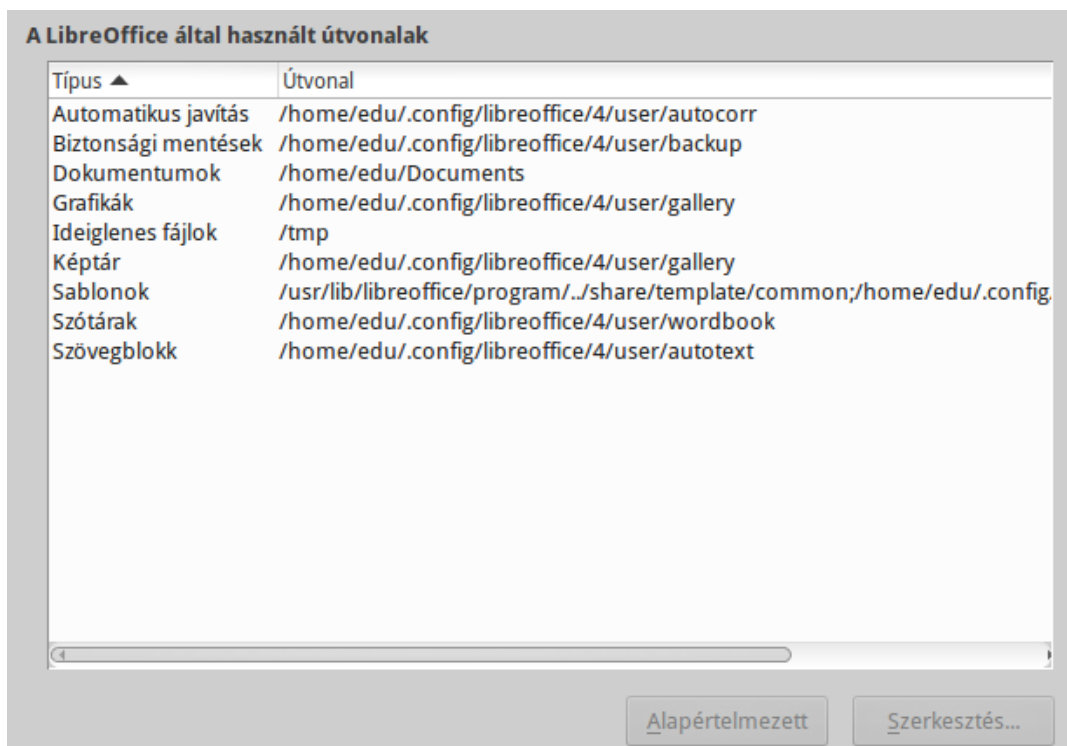 A LibreOffice által használt útvonalak
Típus Útvonal
Automatikus javítás /home/edu/.config/libreoffice/4/user/autocorr
Biztonsági mentések /home/edu/.config/libreoffice/4/user/backup
Dokumentumok /home/edu/Documents
Grafikák /home/edu/.config/libreoffice/4/user/gallery
Ideiglenes fájlok /tmp
Képtár /home/edu/.config/libreoffice/4/user/gallery
Sablonok /usr/lib/libreoffice/program/../share/template/common;/home/edu/.config/
Szótárak /home/edu/.config/libreoffice/4/user/wordbook
Szövegblokk /home/edu/.config/libreoffice/4/user/autotext
Alapértelmezett Szerkesztés...